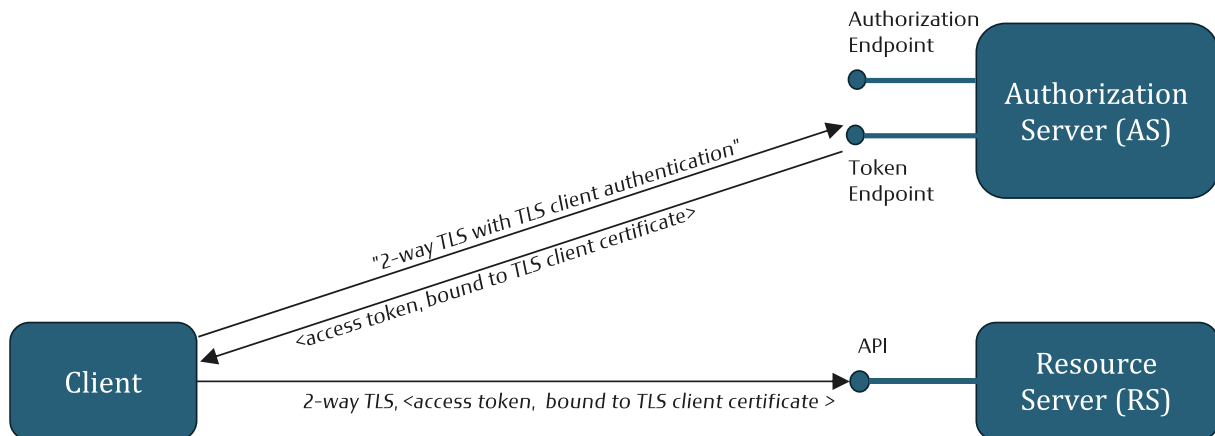 Authorization
Endpoint
Authorization
Server (AS)
Token
Endpoint
"2-way TLS with TLS client authentication"
<access token, bound to TLS client certificate>
Client
API
Resource
Server (RS)
2-way TLS, <access token,  bound to TLS client certificate >